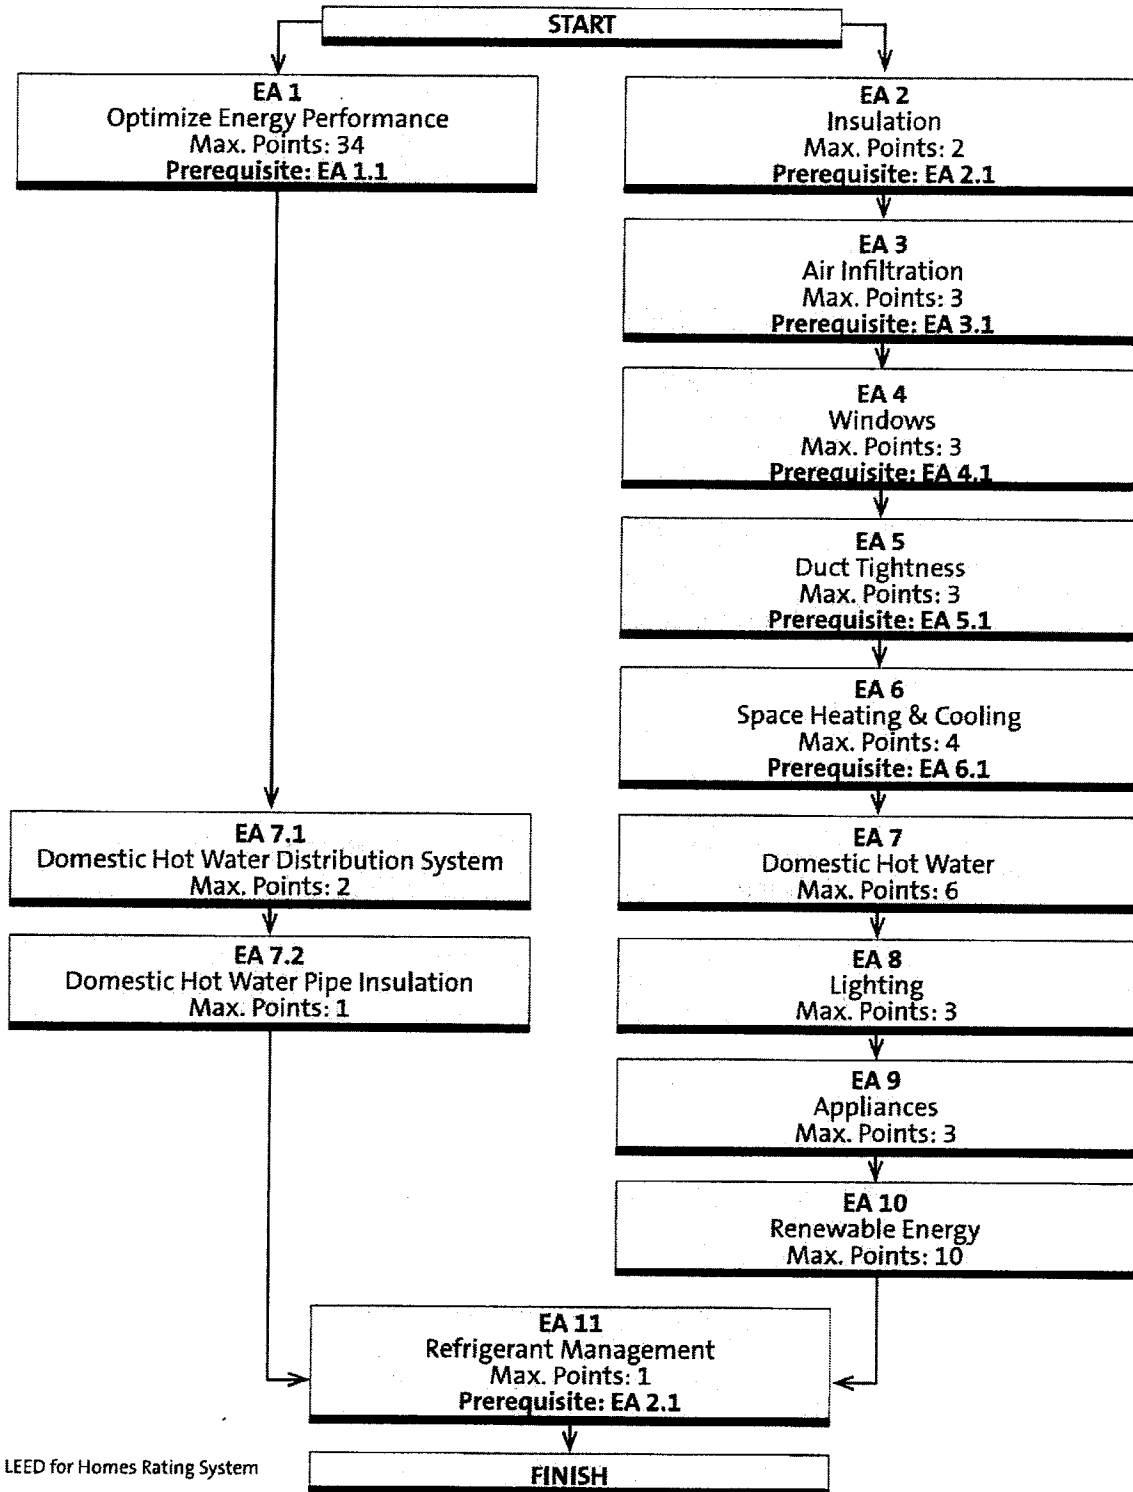 START
EA 1
Optimize Energy Performance
Max. Points: 34
Prerequisite: EA 1.1
EA 2
Insulation
Max. Points: 2
Prerequisite: EA 2.1
EA 3
Air Infiltration
Max. Points: 3
Prerequisite: EA 3.1
EA 4
Windows
Max. Points: 3
Prerequisite: EA 4.1
EA 5
Duct Tightness
Max. Points: 3
Prerequisite: EA 5.1
EA 6
Space Heating & Cooling
Max. Points: 4
Prerequisite: EA 6.1
EA 7.1
Domestic Hot Water Distribution System
Max. Points: 2
EA 7.2
Domestic Hot Water Pipe Insulation
Max. Points: 1
EA 7
Domestic Hot Water
Max. Points: 6
EA 8
Lighting
Max. Points: 3
EA 9
Appliances
Max. Points: 3
EA 10
Renewable Energy
Max. Points: 10
EA 11
Refrigerant Management
Max. Points: 1
Prerequisite: EA 2.1
LEED for Homes Rating System
FINISH